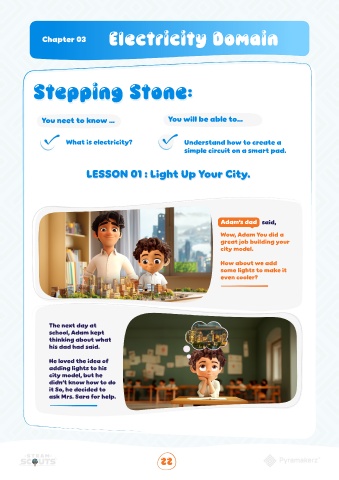 Chapter 03
Electricity Domain
Stepping Stone:
You neet to know ...
You will be able to...
What is electricity?
Understand how to create a
simple circuit on a smart pad.
LESSON 01 : Light Up Your City.
Adam's dad said,
Wow, Adam You did a
great job building your
city model.
How about we add
some lights to make it
even cooler?
The next day at
school, Adam kept
thinking about what
his dad had said.
He loved the idea of
adding lights to his
city model, but he
didn't know how to do
it So, he decided to
ask Mrs. Sara for help.
STEAM
SCOUTS
22
Pyramakerz